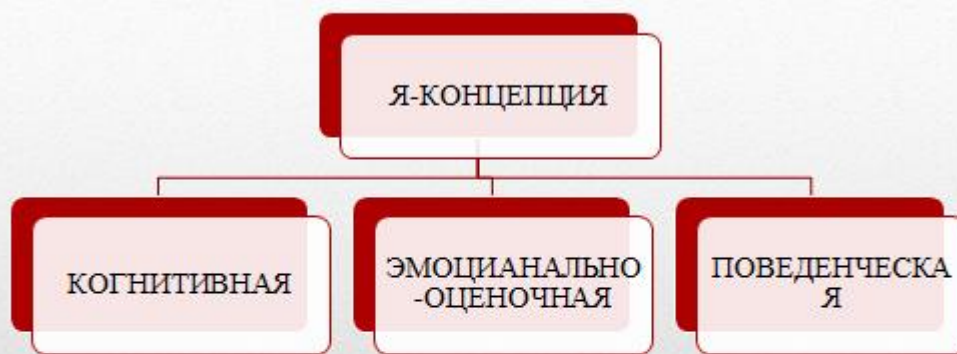 Я-КОНЦЕПЦИЯ
КОГНИТИВНАЯ
ЭМОЦИАНАЛЬНО
-ОЦЕНОЧНАЯ
ПОВЕДЕНЧЕСКА
Я